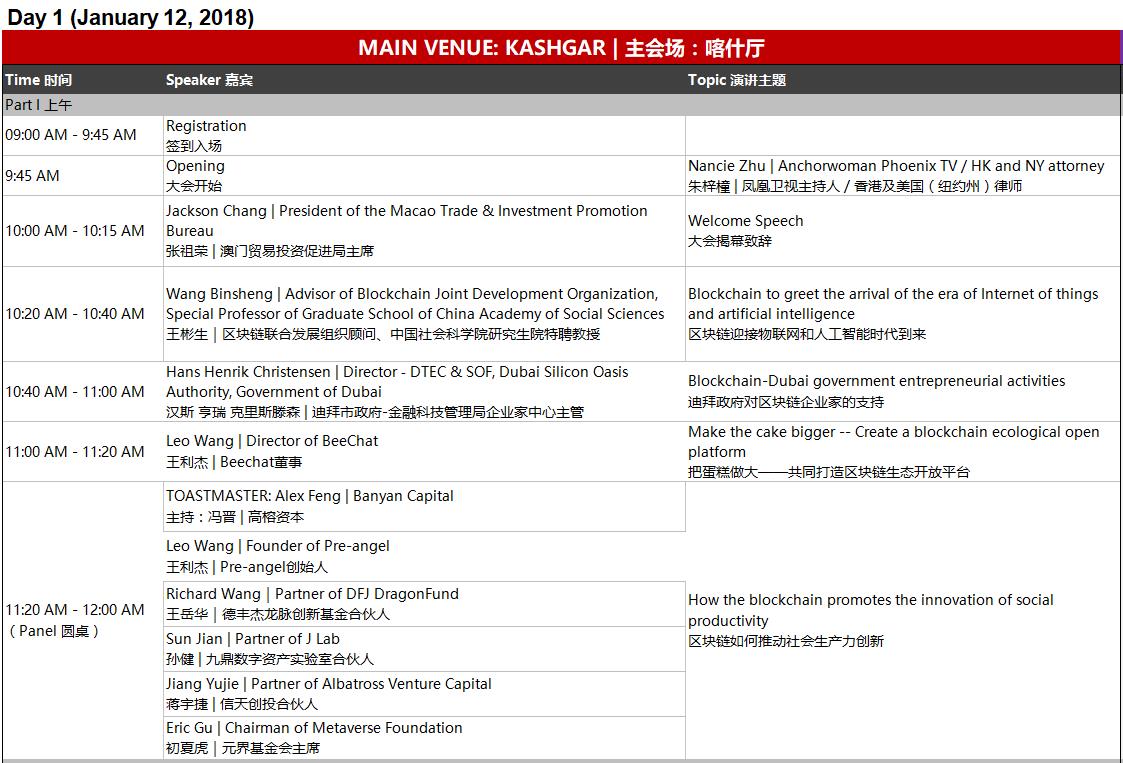 Day 1 (January 12, 2018)
MAIN VENUE: KASHGAR | 主会场：喀什厅
Time 时间
Speaker 嘉宾
Topic 演讲主题
Part I 上午
09:00 AM - 9:45 AM
Registration
签到入场
9:45 AM
Opening
大会开始
Nancie Zhu | Anchorwoman Phoenix TV / HK and NY attorney
朱梓橦 | 凤凰卫视主持人 / 香港及美国（纽约州）律师
10:00 AM - 10:15 AM
Jackson Chang | President of the Macao Trade & Investment Promotion
Bureau
张祖荣 | 澳门贸易投资促进局主席
Welcome Speech
大会揭幕致辞
10:20 AM - 10:40 AM
Wang Binsheng | Advisor of Blockchain Joint Development Organization,
Special Professor of Graduate School of China Academy of Social Sciences
王彬生 | 区块链联合发展组织顾问、中国社会科学院研究生院特聘教授
Blockchain to greet the arrival of the era of Internet of things
and artificial intelligence
区块链迎接物联网和人工智能时代到来
10:40 AM - 11:00 AM
Hans Henrik Christensen | Director - DTEC & SOF, Dubai Silicon Oasis
Authority, Government of Dubai
汉斯 亨瑞 克里斯滕森 | 迪拜市政府-金融科技管理局企业家中心主管
Blockchain-Dubai government entrepreneurial activities
迪拜政府对区块链企业家的支持
11:00 AM - 11:20 AM
Leo Wang | Director of BeeChat
王利杰 | Beechat董事
Make the cake bigger -- Create a blockchain ecological open
platform
把蛋糕做大——共同打造区块链生态开放平台
11:20 AM - 12:00 AM
（Panel 圆桌）
TOASTMASTER: Alex Feng | Banyan Capital
主持：冯晋 | 高榕资本
Leo Wang | Founder of Pre-angel
王利杰 | Pre-angel创始人
Richard Wang | Partner of DFJ DragonFund
王岳华 | 德丰杰龙脉创新基金合伙人
Sun Jian | Partner of J Lab
孙健 | 九鼎数字资产实验室合伙人
Jiang Yujie | Partner of Albatross Venture Capital
蒋宇捷 | 信天创投合伙人
Eric Gu | Chairman of Metaverse Foundation
初夏虎 | 元界基金会主席
How the blockchain promotes the innovation of social
productivity
区块链如何推动社会生产力创新